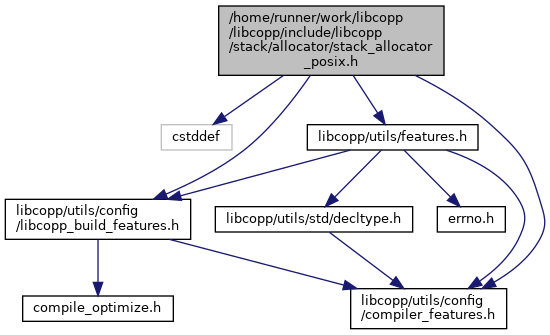 /home/runner/work/libcopp
/libcopp/include/libcopp
/stack/allocator/stack_allocator
_posix.h
cstddef
libcopp/utils/features.h
libcopp/utils/config
/libcopp_build_features.h
libcopp/utils/std/decltype.h
errno.h
compile_optimize.h
libcopp/utils/config
/compiler_features.h